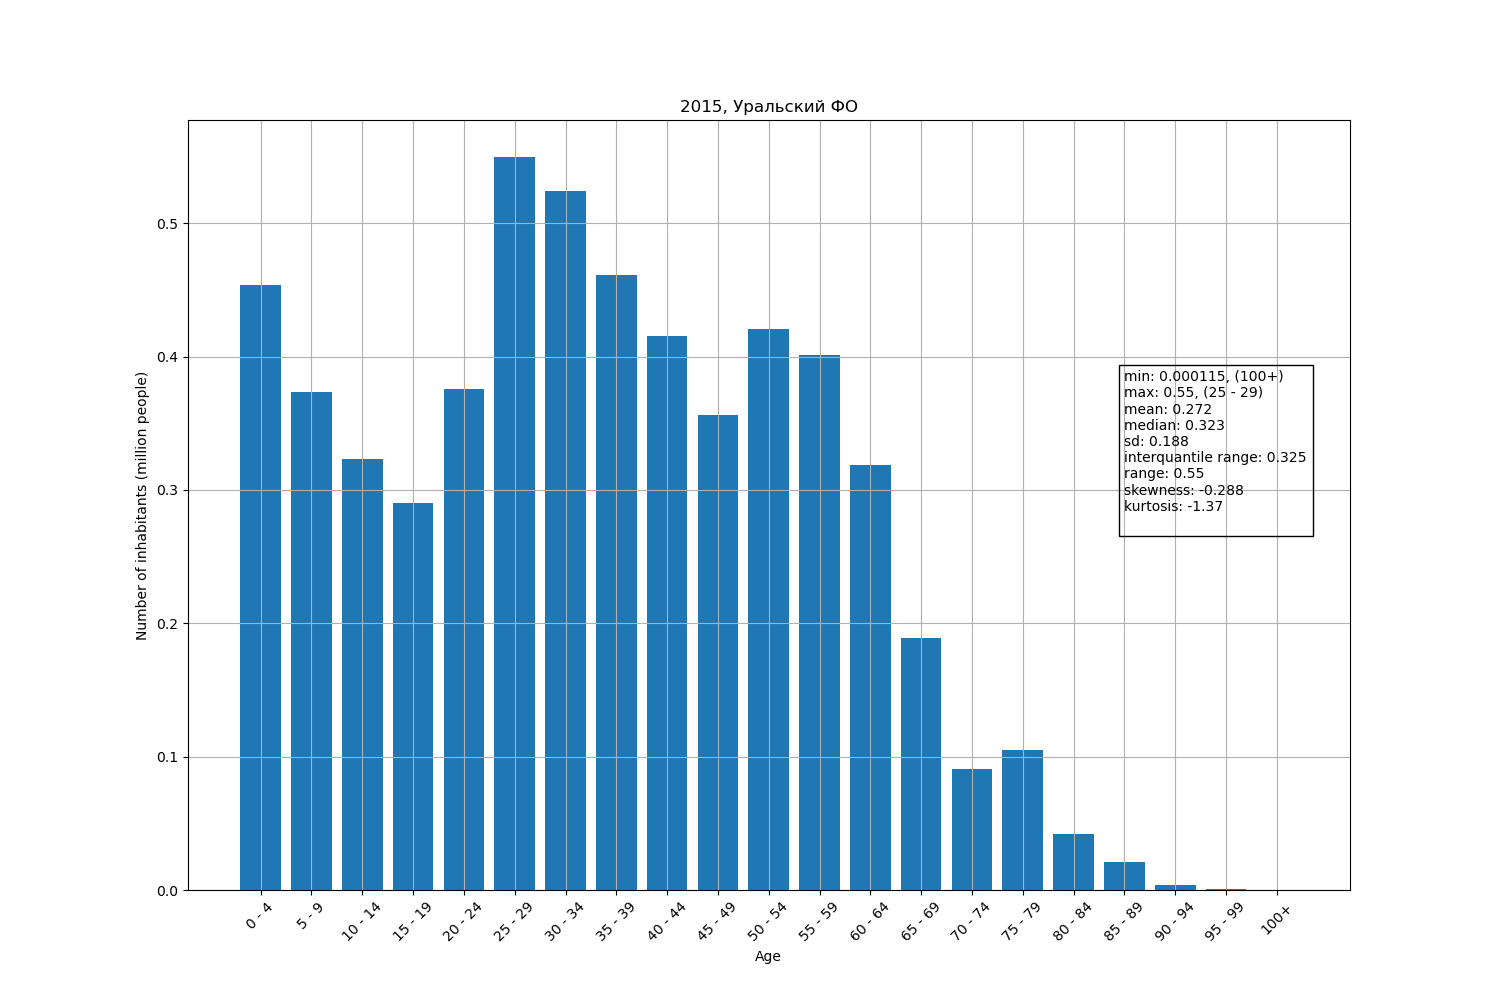 2015, Уральский ФО
Number of inhabitants (million people)
0.5
0.4
0.3
0.2
0.1
0.0
min: 0.000115, (100+)
max: 0.55, (25 - 29)
mean: 0.272
median: 0.323
sd: 0.188
interquantile range: 0.325
range: 0.55
skewness: -0.288
kurtosis: -1.37
0 - 4
5 - 9
10 - 14
15 - 19
20 - 24
25 - 29
30 - 34
35 - 39
40 - 44
45 - 49
50 - 54
55 - 59
60 - 64
65 - 69
70 - 74
75 - 79
80 - 84
85 - 89
90 - 94
95 - 99
100+
Age